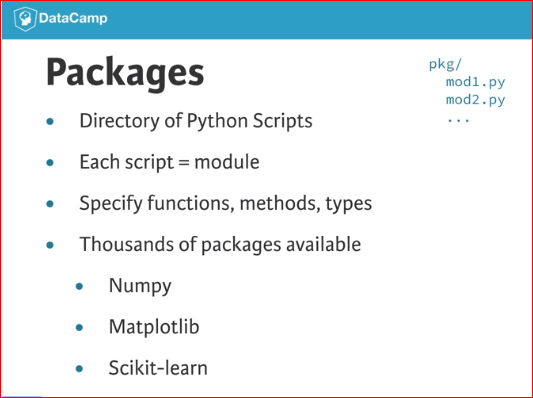 DataCamp
Packages
pkg/
mod1.py
mod2.py
...
• Directory of Python Scripts
• Each script = module
• Specify functions, methods, types
• Thousands of packages available
• Numpy
• Matplotlib
• Scikit-learn